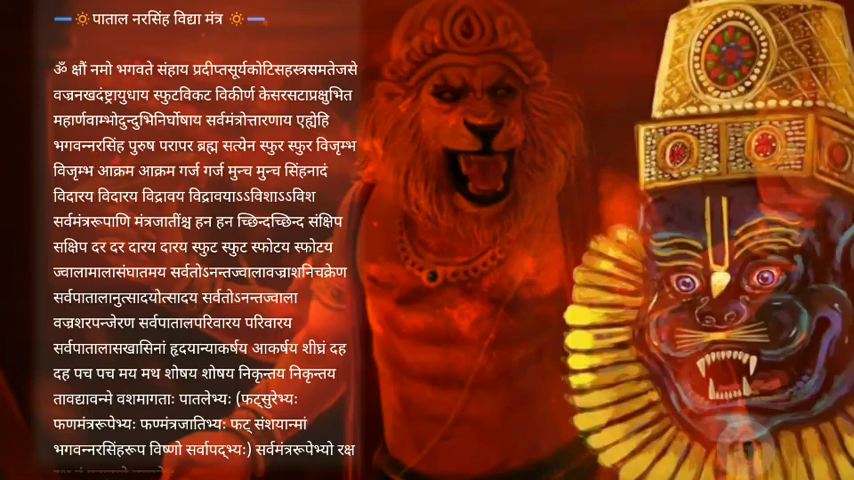 पाताल नरसिंह विद्या मंत्र
ॐ क्षौं नमो भगवते संहाय प्रदीप्तसूर्यकोटिसहस्त्रसमतेजसे
वज्रनखदंष्ट्रायुधाय स्फुटविकट विकीर्ण केसरसटाप्रक्षुभित
महार्णवाम्भोदुन्दुभिनिर्घोषाय सर्वमंत्रोत्तारणाय एह्येहि
भगवन्नरसिंह पुरुष परापर ब्रह्म सत्येन स्फुर स्फुर विजृम्भ
विजृम्भ आक्रम आक्रम गर्ज गर्ज मुन्च मुन्च सिंहनादं
विदारय विदारय विद्रावय विद्रावयाऽऽविशाऽऽविश
सर्वमंत्ररूपाणि मंत्रजातींश्च हन हन च्छिन्दच्छिन्द संक्षिप
सक्षिप दर दर दारय दारय स्फुट स्फुट स्फोटय स्फोटय
ज्वालामालासंघातमय सर्वतोऽनन्तज्वालावज्राशनिचक्रेण
सर्वपातालानुत्सादयोत्सादय सर्वतोऽनन्तज्वाला
वज्रशरपन्जेरण सर्वपातालपरिवारय परिवारय
सर्वपातालासखासिनां हृदयान्याकर्षय आकर्षय शीघ्रं दह
दह पच पच मय मथ शोषय शोषय निकृन्तय निकृन्तय
तावद्यावन्मे वशमागताः पातलेभ्यः (फट्सुरेभ्यः
फणमंत्ररूपेभ्यः फण्मंत्रजातिभ्यः फट् संशयान्मां
भगवन्नरसिंहरूप विष्णो सर्वापद्भ्यः) सर्वमंत्ररूपेभ्यो रक्ष